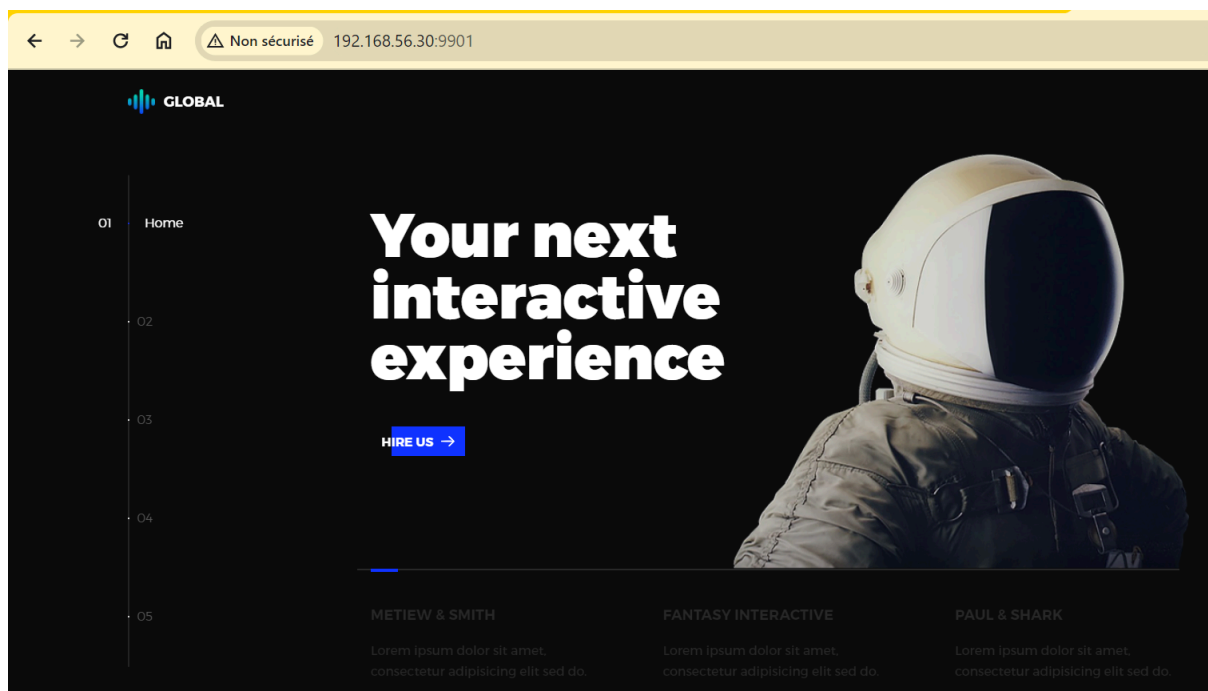 Non sécurisé 192.168.56.30:9901
GLOBAL
01 Home
02
03
04
05
Your next
interactive
experience
HIRE US →
METIEW & SMITH
Lorem ipsum dolor sit amet,
consectetur adipisicing elit sed do.
FANTASY INTERACTIVE
Lorem ipsum dolor sit amet,
consectetur adipisicing elit sed do.
PAUL & SHARK
Lorem ipsum dolor sit amet,
consectetur adipisicing elit sed do.